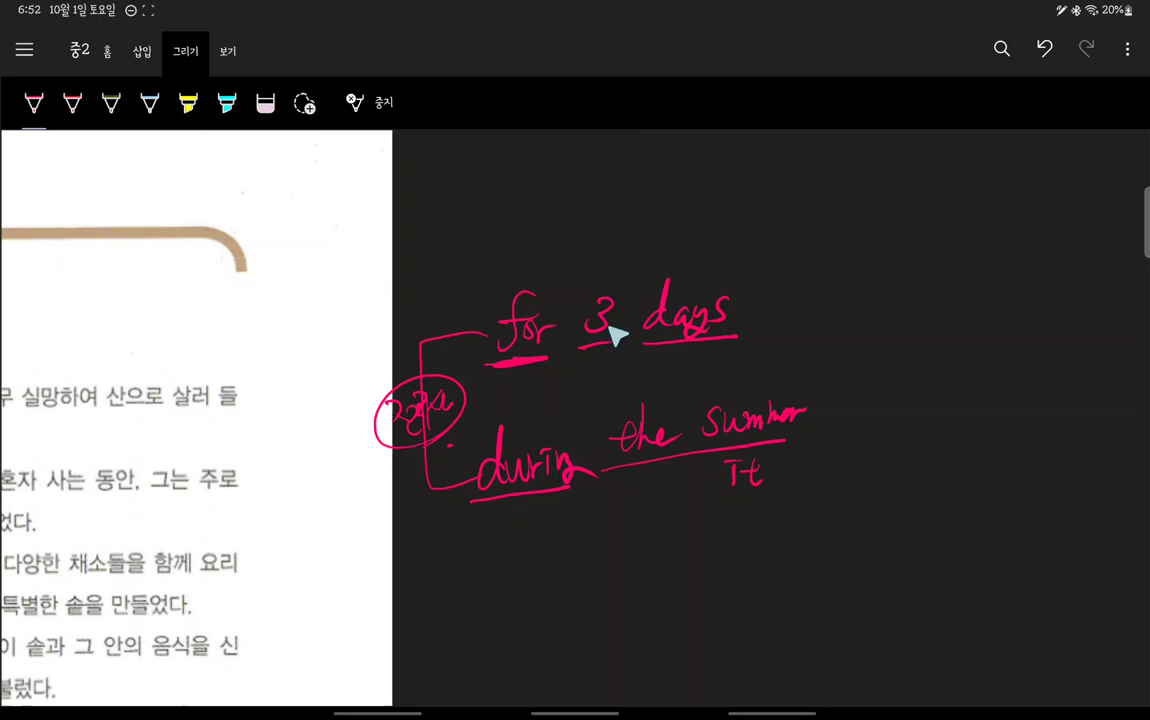 6:52 10월 1일 토요일 20%
중2 홈 삽입 그리기 보기
중지
for 3 days
무 실망하여 산으로 살러 들
전치사
the summer
during
It
혼자 사는 동안, 그는 주로
었다.
다양한 채소들을 함께 요리
특별한 솥을 만들었다.
이 솥과 그 안의 음식을 신
불렀다.